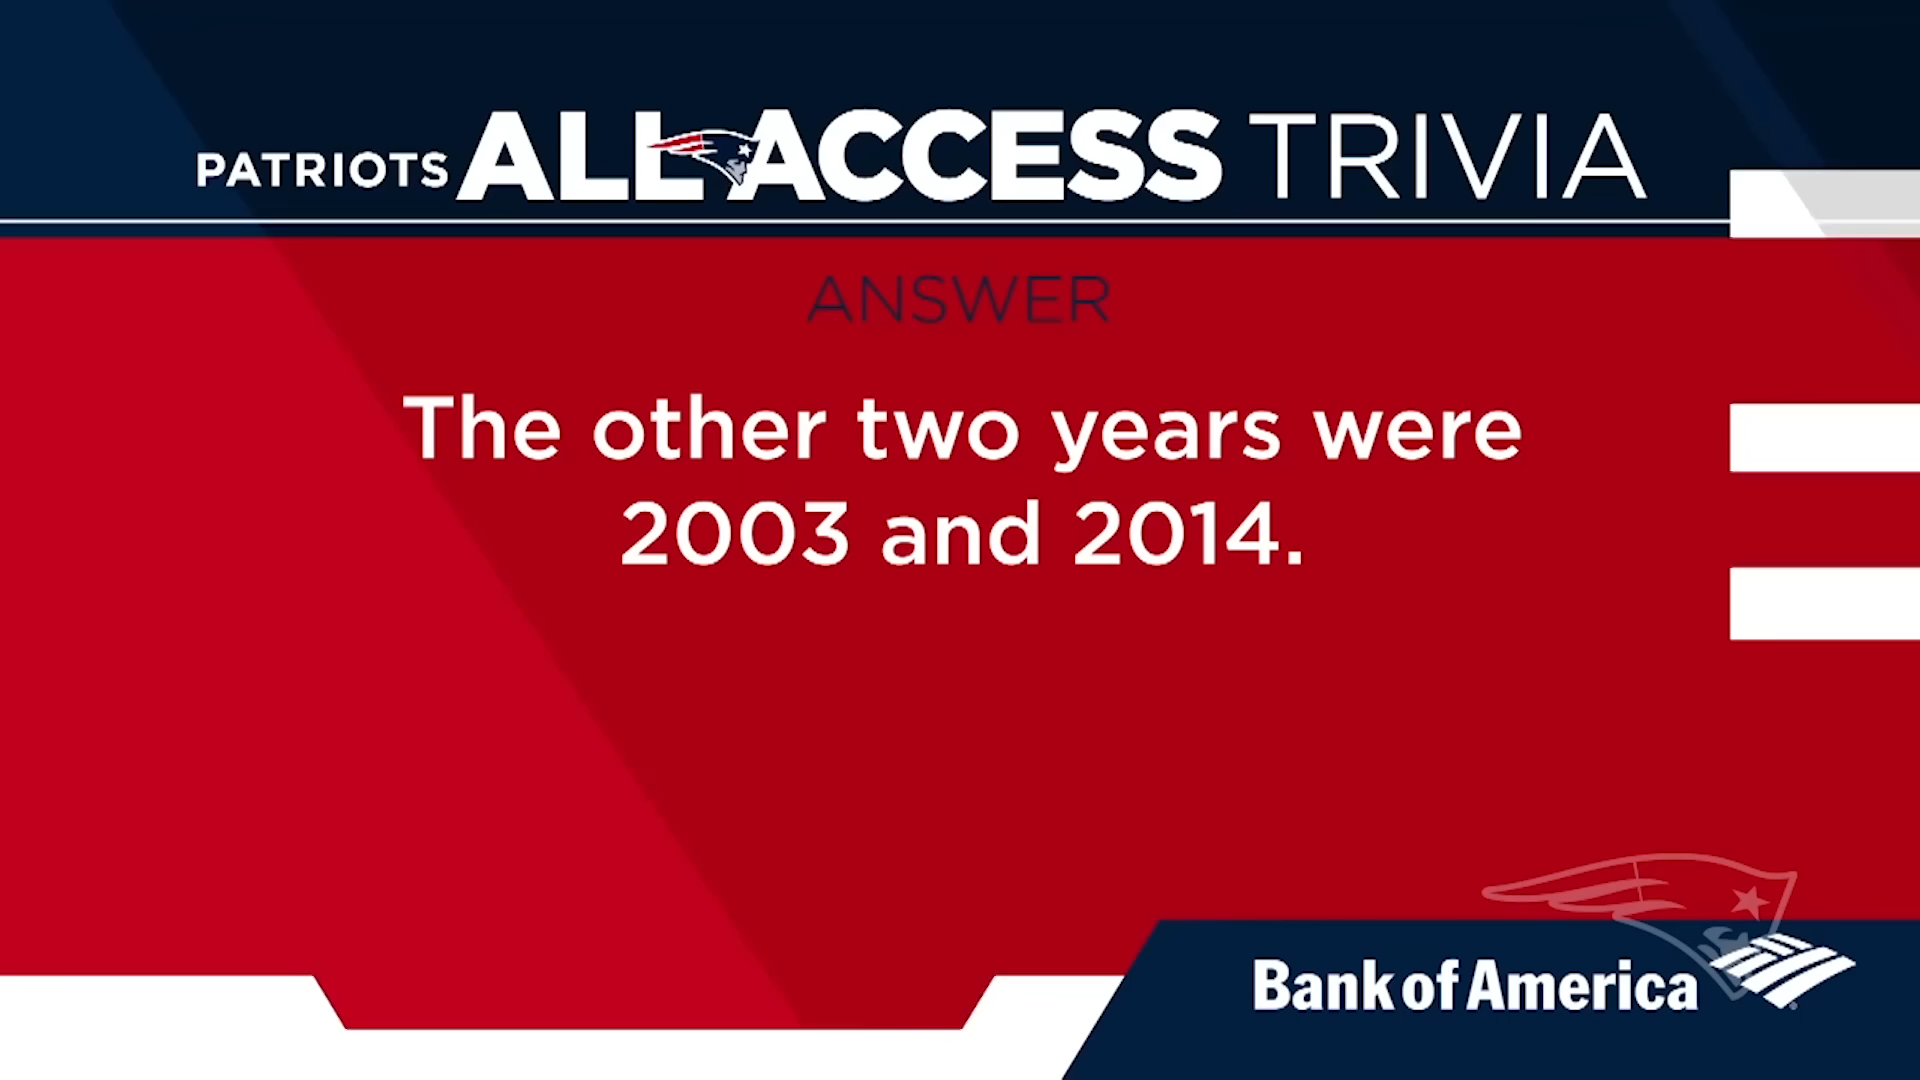 PATRIOTS ALL ACCESS TRIVIA
ANSWER
The other two years were
2003 and 2014.
Bank of America